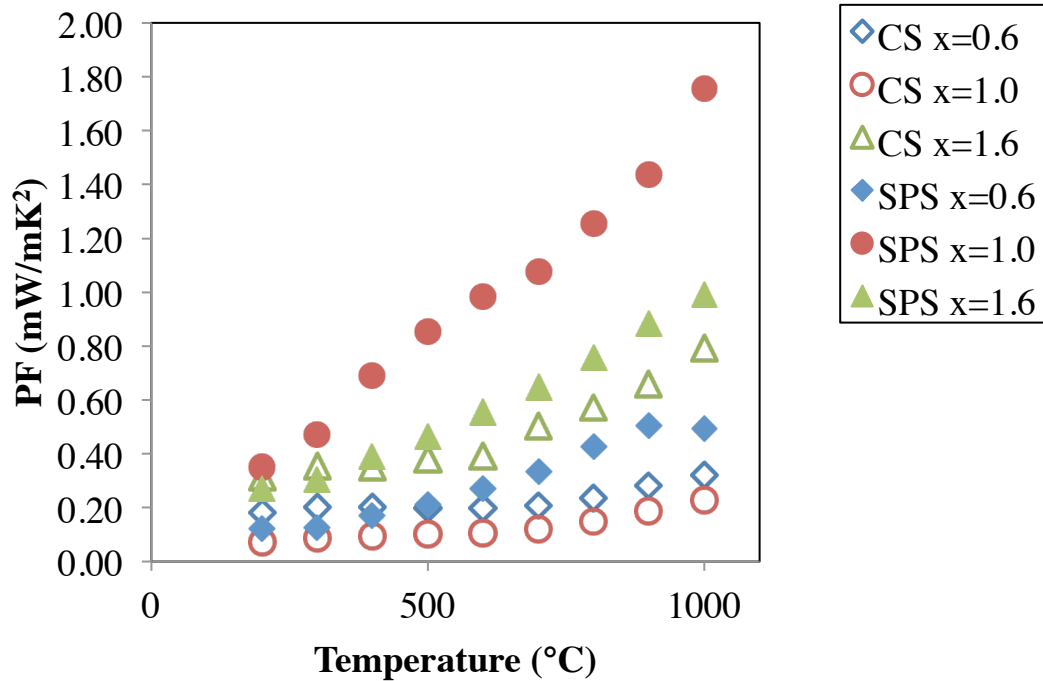 2.00
1.80
1.60
1.40
1.20
1.00
0.80
0.60
0.40
0.20
0.00
PF (mW/mK²)
0 500 1000
Temperature (°C)
CS x=0.6
CS x=1.0
CS x=1.6
SPS x=0.6
SPS x=1.0
SPS x=1.6